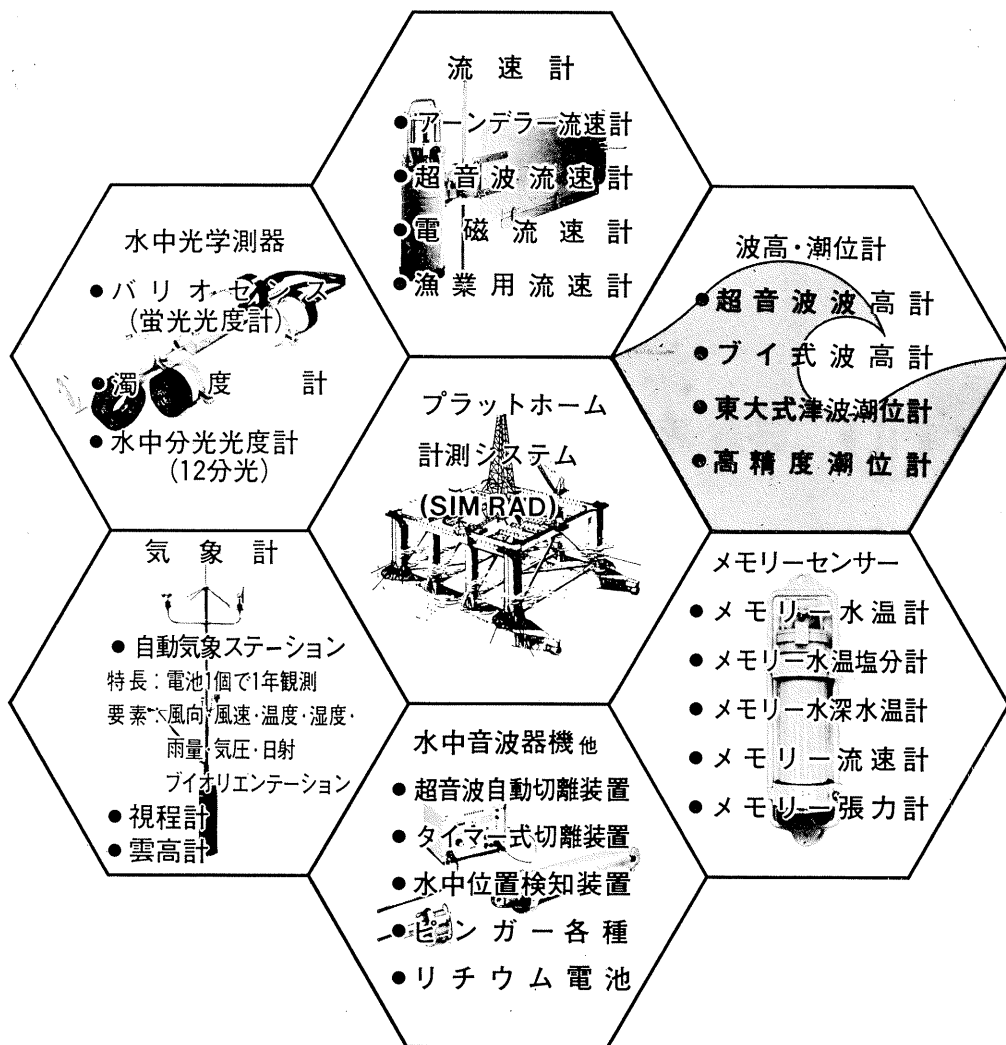 流速計
●アーンデラー流速計
●超音波流速計
●電磁流速計
●漁業用流速計
水中光学測器
●バリオセンス
(蛍光光度計)
●濁度計
●水中分光光度計
(12分光)
波高・潮位計
●超音波波高計
●ブイ式波高計
●東大式津波潮位計
●高精度潮位計
プラットホーム
計測システム
(SIMRAD)
気象計
●自動気象ステーション
特長:電池1個で1年観測
要素 風向・風速・温度・湿度・
雨量・気圧・日射
ブイオリエンテーション
●視程計
●雲高計
メモリーセンサー
●メモリー水温計
●メモリー水温塩分計
●メモリー水深水温計
●メモリー流速計
●メモリー張力計
水中音波器機他
●超音波自動切離装置
●タイマー式切離装置
●水中位置検知装置
●ピンガー各種
●リチウム電池